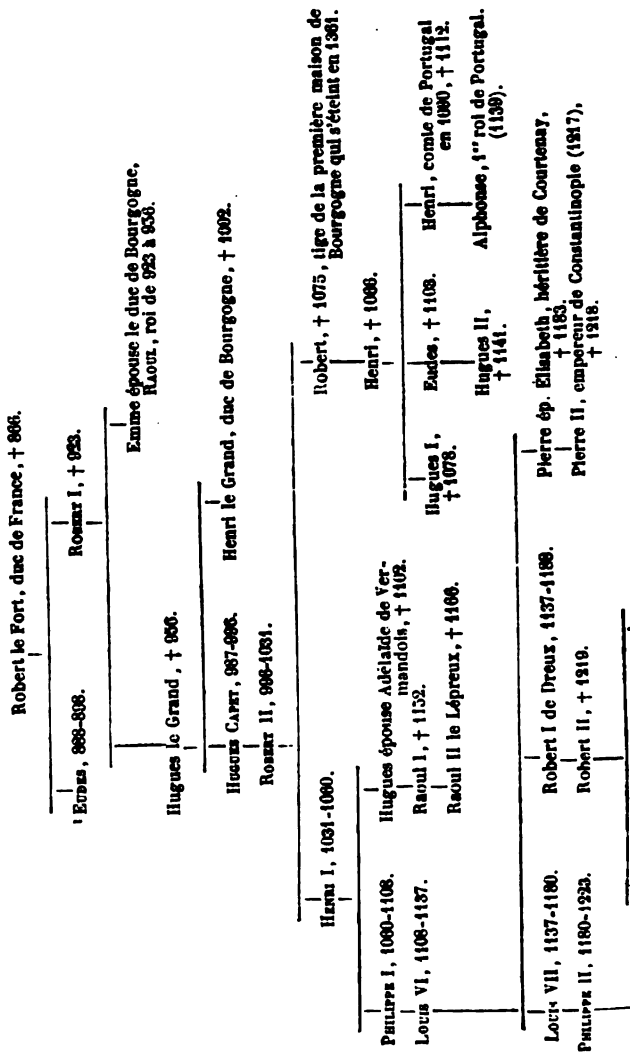 Robert le Fort, duc de France, † 866.
EUDES, 888-898.
ROBERT I, † 923.
Emme épouse le duc de Bourgogne,
RAOUL, roi de 923 à 936.
Hugues le Grand, † 956.
HUGUES CAPET, 987-996.
Henri le Grand, duc de Bourgogne, † 1002.
ROBERT II, 996-1031.
HENRI I, 1031-1060.
Robert, † 1075, tige de la première maison de
Bourgogne qui s'éteint en 1361.
Henri, † 1066.
PHILIPPE I, 1060-1108.
LOUIS VI, 1108-1137.
Hugues épouse Adélaïde de Ver-
mandois, † 1102.
Raoul I, † 1152.
Raoul II le Lépreux, † 1168.
Hugues I,
† 1078.
Eudes, † 1103.
Hugues II,
† 1141.
Henri, comte de Portugal
en 1090, † 1112.
Alphonse, 1er roi de Portugal.
(1139).
LOUIS VII, 1137-1180.
PHILIPPE II, 1180-1223.
Robert I de Dreux, 1137-1188.
Robert II, † 1219.
Pierre ép. Élisabeth, héritière de Courtenay,
† 1183.
Pierre II, empereur de Constantinople (1217),
† 1218.